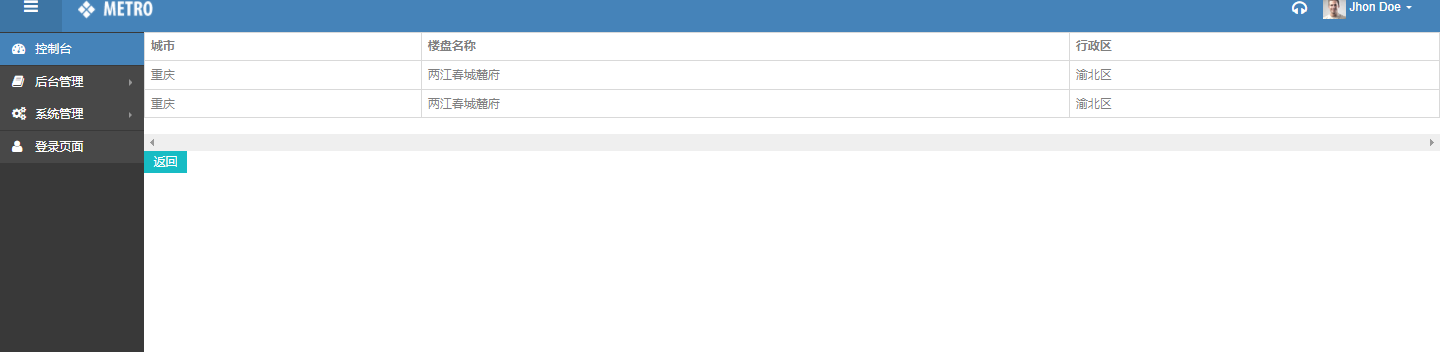 METRO
Jhon Doe
控制台
后台管理
系统管理
登录页面
城市 楼盘名称 行政区
重庆 两江春城麓府 渝北区
重庆 两江春城麓府 渝北区
返回